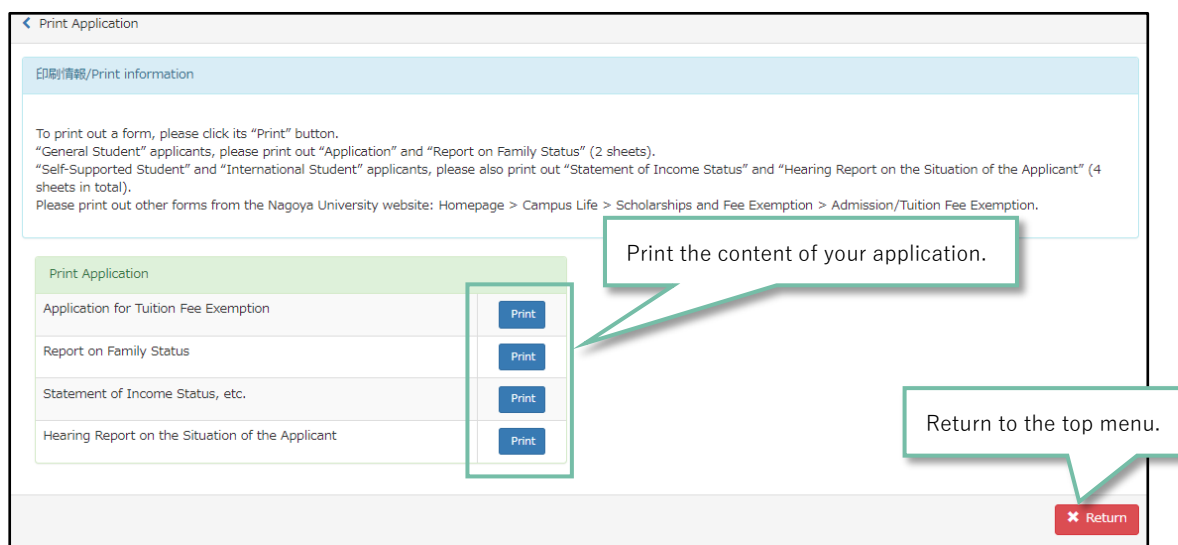 Print Application
印刷情報/Print information
To print out a form, please click its “Print” button.
“General Student” applicants, please print out “Application” and “Report on Family Status” (2 sheets).
“Self-Supported Student” and “International Student” applicants, please also print out “Statement of Income Status” and “Hearing Report on the Situation of the Applicant” (4
sheets in total).
Please print out other forms from the Nagoya University website: Homepage > Campus Life > Scholarships and Fee Exemption > Admission/Tuition Fee Exemption.
Print the content of your application.
Print Application
Application for Tuition Fee Exemption Print
Report on Family Status Print
Statement of Income Status, etc. Print
Hearing Report on the Situation of the Applicant Print
Return to the top menu.
Return